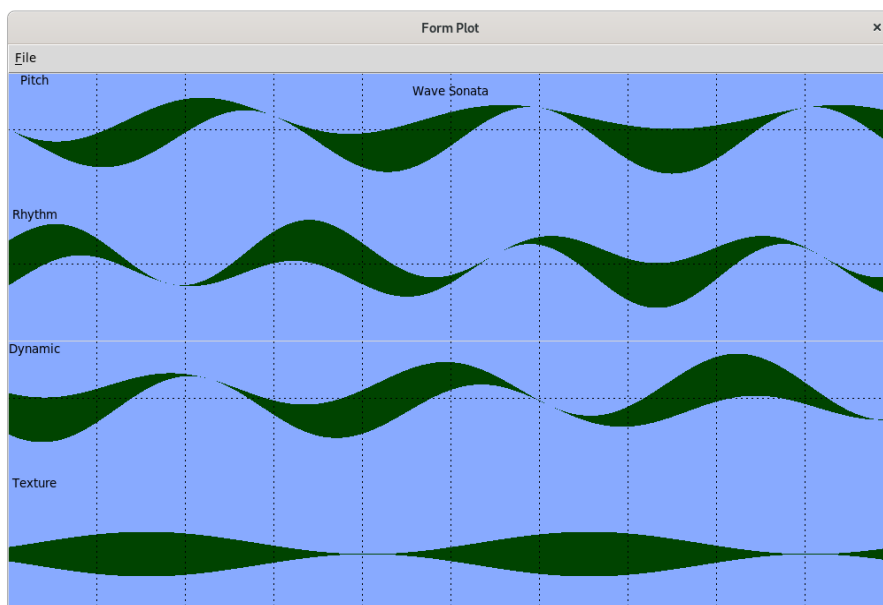 Form Plot
×
File
Pitch
Wave Sonata
Rhythm
Dynamic
Texture